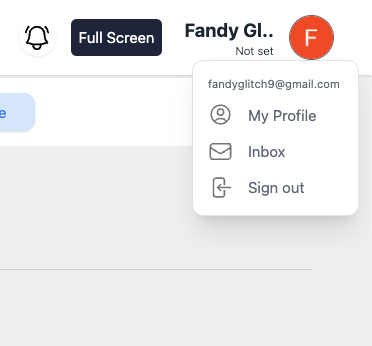 Full Screen
Fandy Gl..
Not set
F
fandyglitch9@gmail.com
My Profile
Inbox
Sign out
e